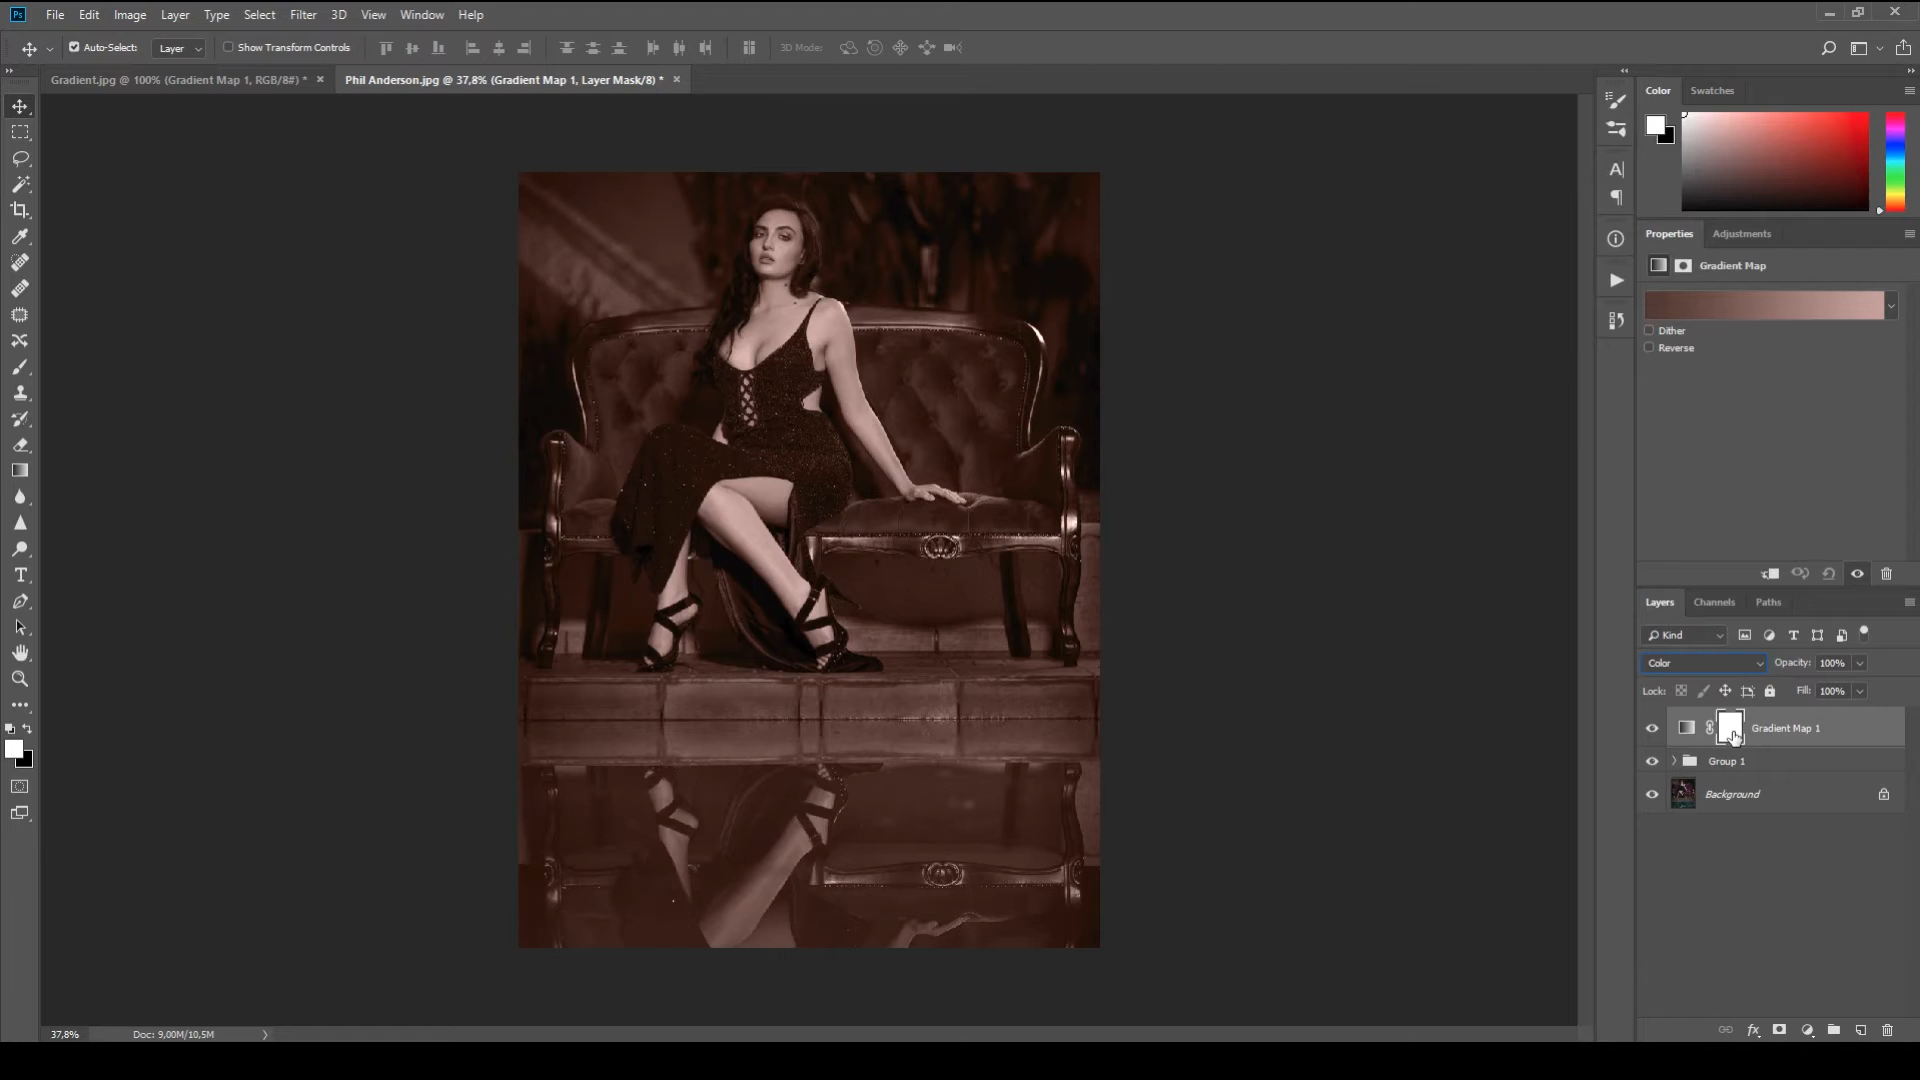 Ps File Edit Image Layer Type Select Filter 3D View Window Help
Auto-Select: Layer Show Transform Controls 3D Mode:
Gradient.jpg @ 100% (Gradient Map 1, RGB/8#) * Phil Anderson.jpg @ 37,8% (Gradient Map 1, Layer Mask/8) *
Color Swatches
Properties Adjustments
Gradient Map
Dither
Reverse
Layers Channels Paths
Kind
Color Opacity: 100%
Lock: Fill: 100%
Gradient Map 1
Group 1
Background
37,8% Doc: 9,00M/10,5M